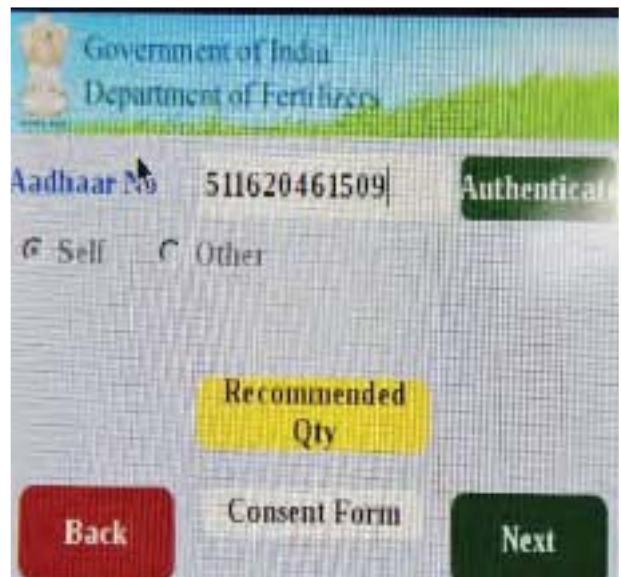 Government of India
Department of Fertilizers
Aadhaar No 511620461509 Authenticat
Self Other
Recommended
Qty
Consent Form
Back Next